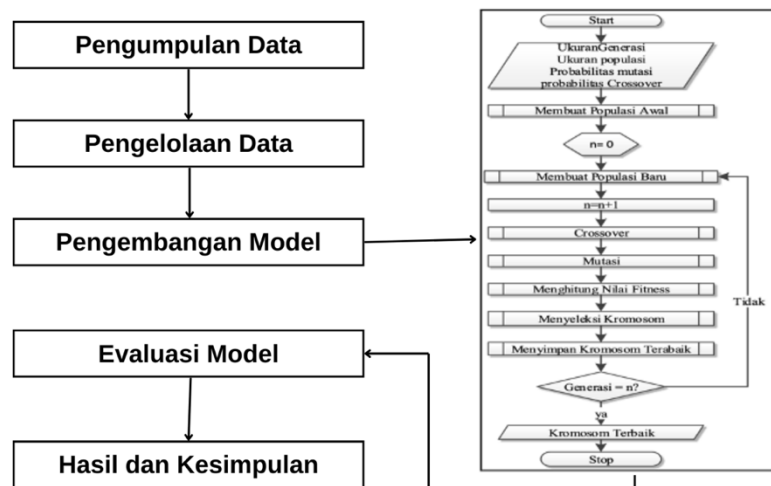 Pengumpulan Data
Pengelolaan Data
Pengembangan Model
Evaluasi Model
Hasil dan Kesimpulan
Start
UkuranGenerasi
Ukuran populasi
Probabilitas mutasi
probabilitas Crossover
Membuat Populasi Awal
n= 0
Membuat Populasi Baru
n=n+1
Crossover
Mutasi
Menghitung Nilai Fitness
Menyeleksi Kromosom
Menyimpan Kromosom Terabaik
Generasi = n?
Tidak
ya
Kromosom Terbaik
Stop